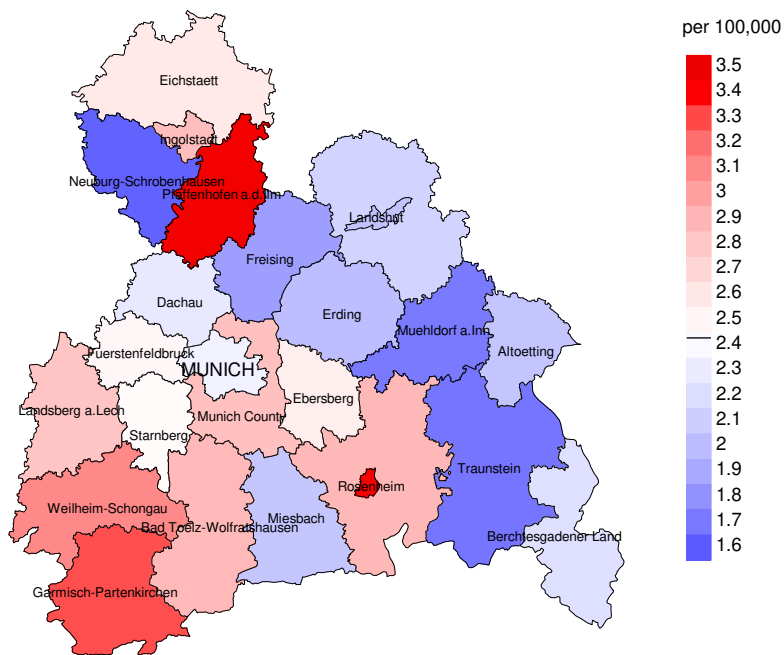 per 100,000
3.5
3.4
3.3
3.2
3.1
3
2.9
2.8
2.7
2.6
2.5
2.4
2.3
2.2
2.1
2
1.9
1.8
1.7
1.6
Eichstaett
Ingolstadt
Neuburg-Schrobenhausen
Pfaffenhofen a.d.Ilm
Landshut
Freising
Dachau
Erding
Muehldorf a.Inn
Altoetting
Fuerstenfeldbruck
MUNICH
Ebersberg
Landsberg a.Lech
Munich County
Starnberg
Traunstein
Rosenheim
Weilheim-Schongau
Miesbach
Bad Toelz-Wolfratshausen
Berchtesgadener Land
Garmisch-Partenkirchen